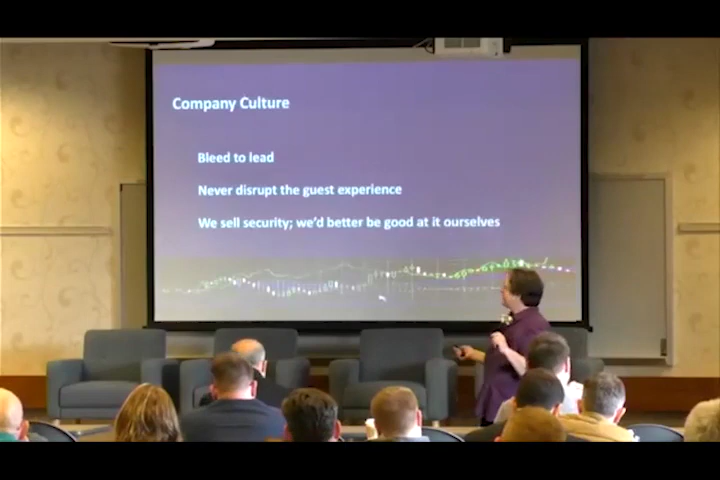 Company Culture
Bleed to lead
Never disrupt the guest experience
We sell security; we'd better be good at it ourselves